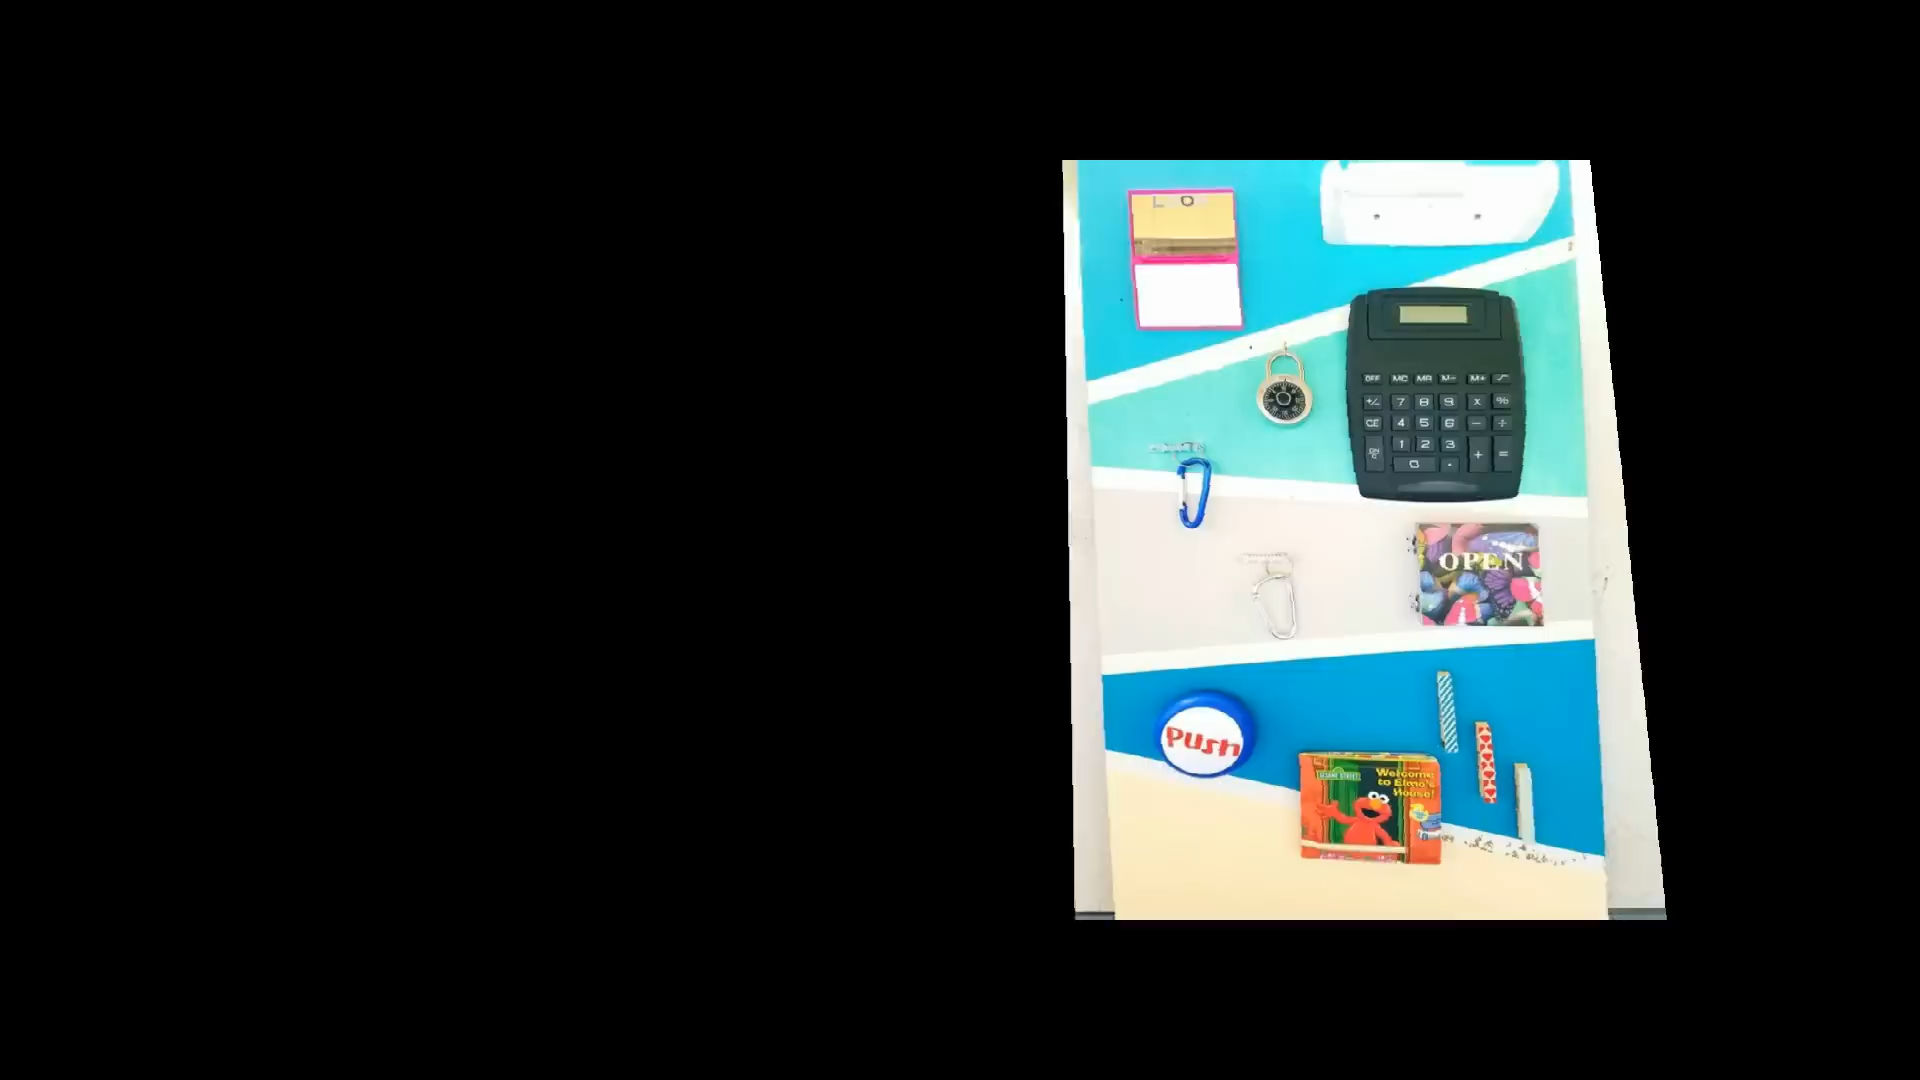 OFF MC MR M- M+ √
+/- 7 8 9 x %
CE 4 5 6 - ÷
ON
C
1 2 3 + =
0 .
OPEN
Push
SESAME STREET
Welcome
to Elmo's
House!